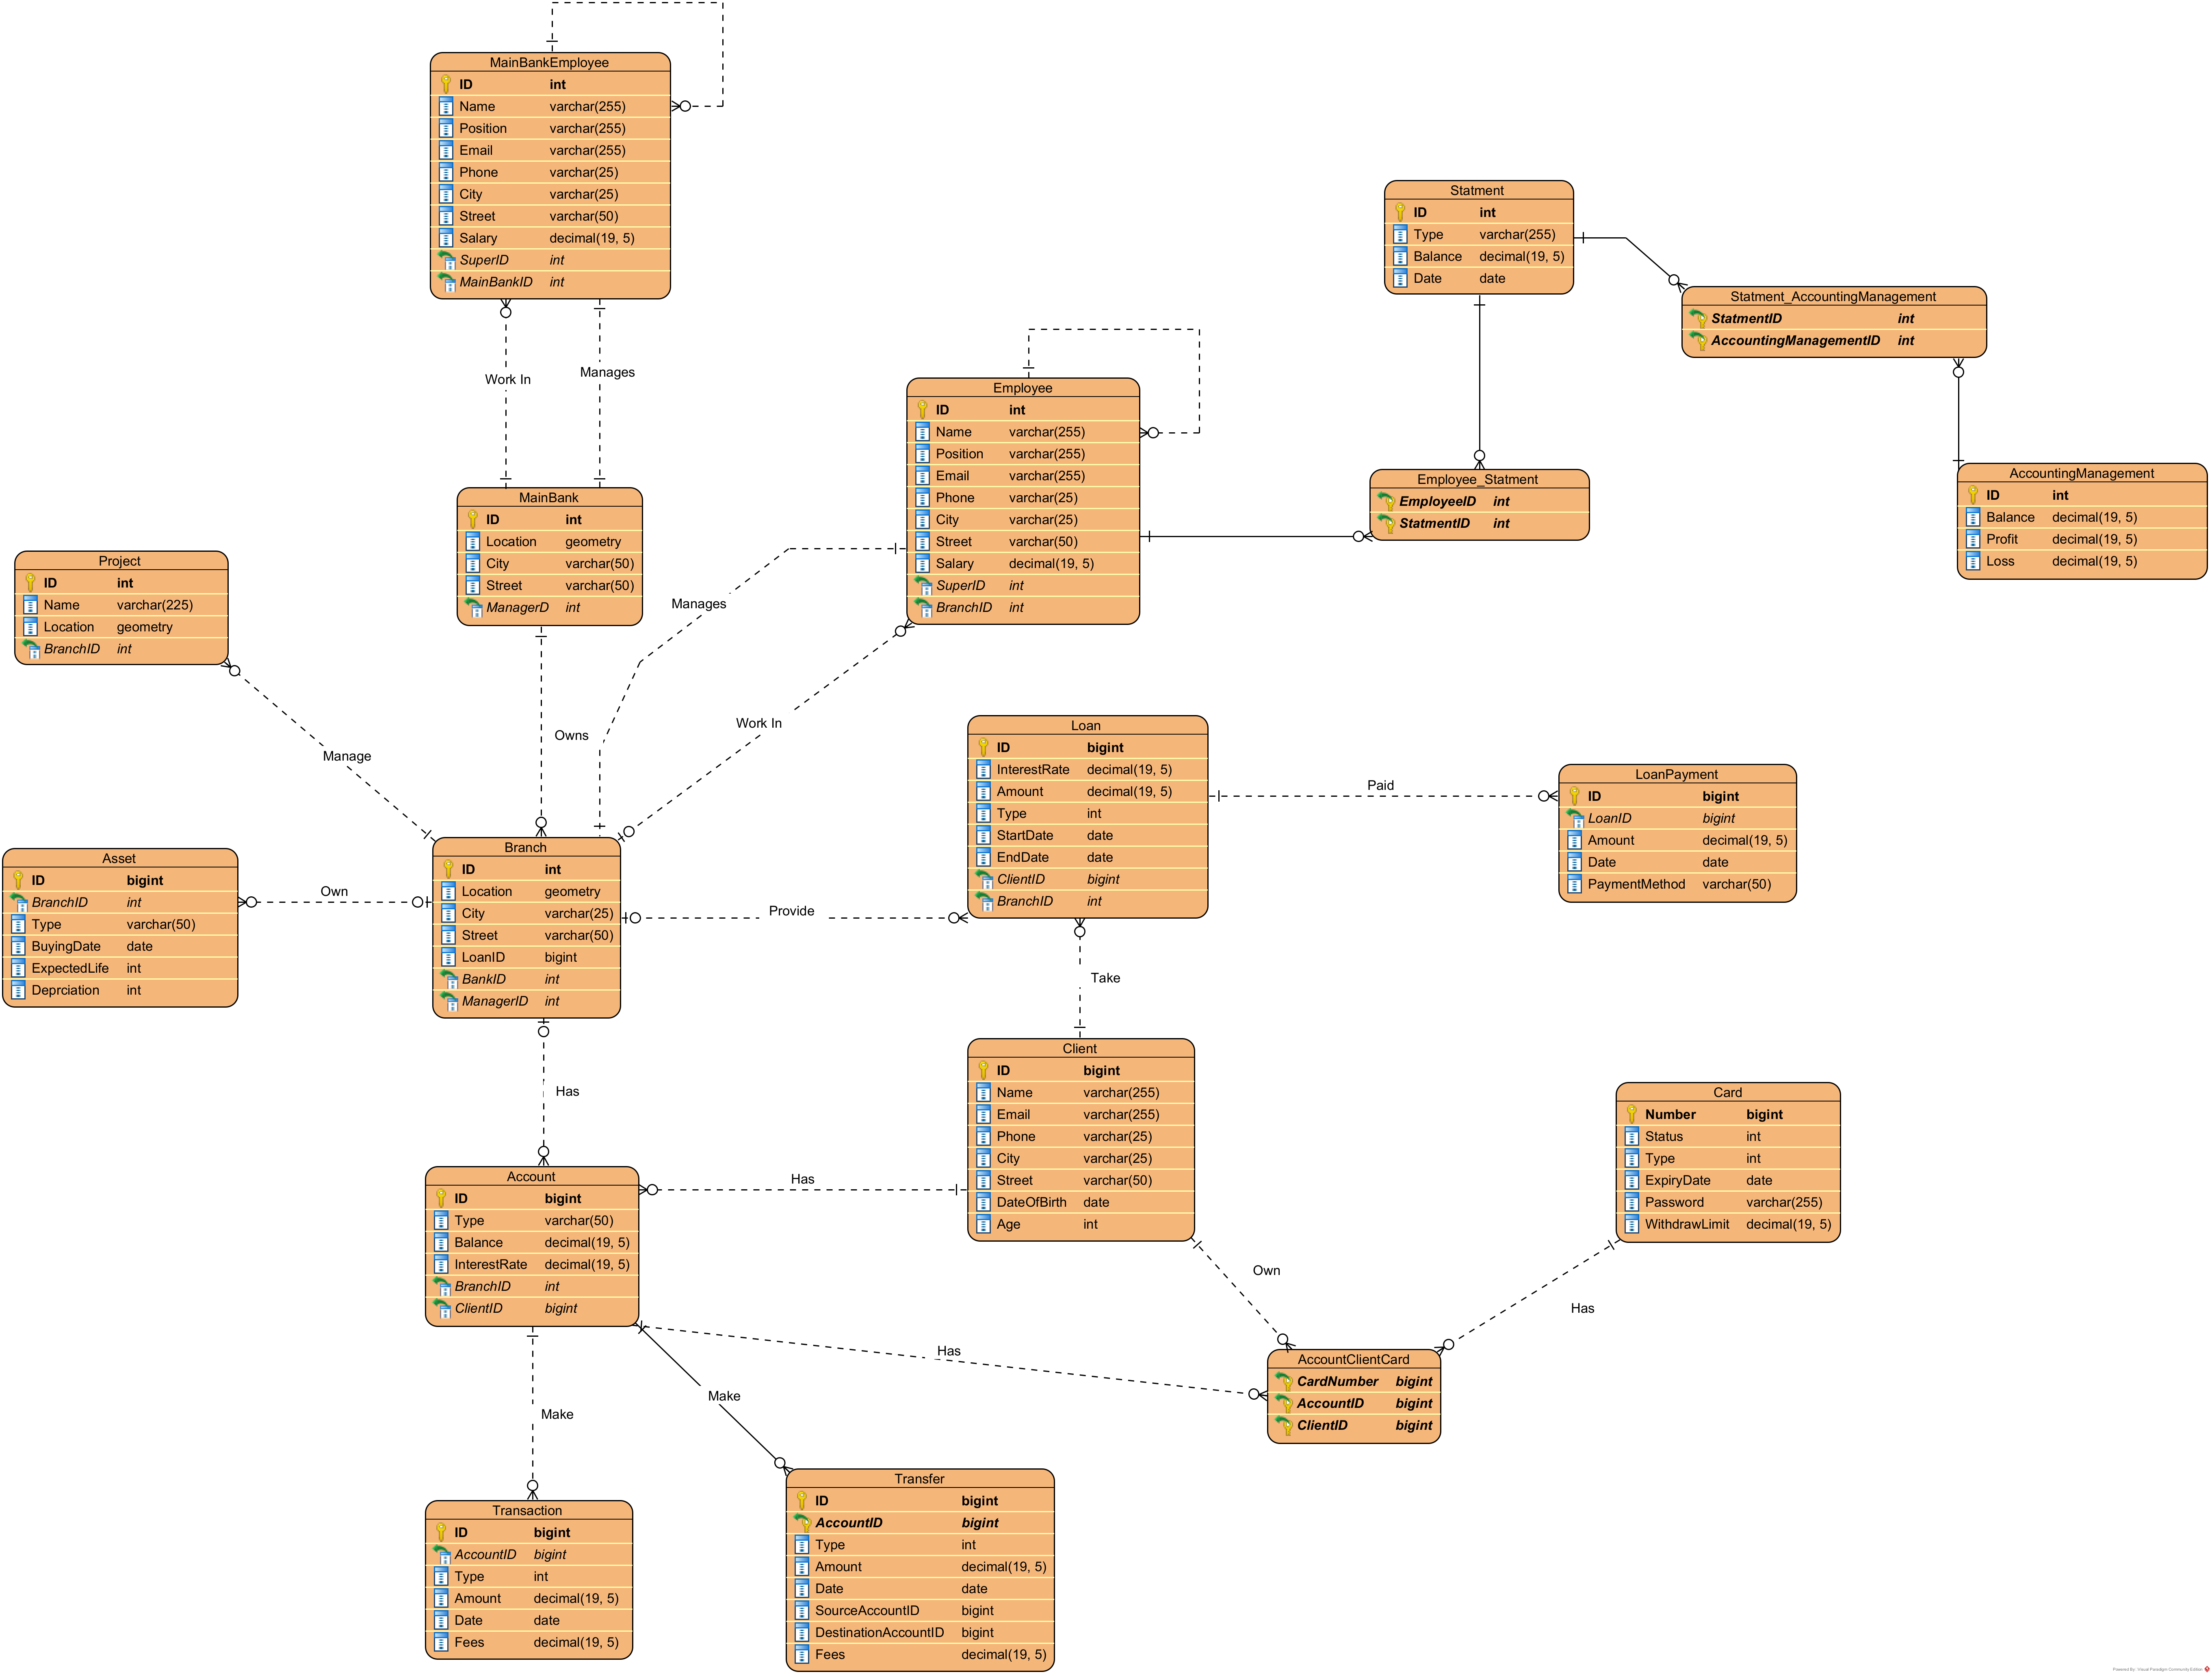 MainBankEmployee
ID int
Name varchar(255)
Position varchar(255)
Email varchar(255)
Phone varchar(25)
City varchar(25)
Street varchar(50)
Salary decimal(19, 5)
SuperID int
MainBankID int
Work In
Manages
MainBank
ID int
Location geometry
City varchar(50)
Street varchar(50)
ManagerD int
Statment
ID int
Type varchar(255)
Balance decimal(19, 5)
Date date
Statment_AccountingManagement
StatmentID int
AccountingManagementID int
Employee
ID int
Name varchar(255)
Position varchar(255)
Email varchar(255)
Phone varchar(25)
City varchar(25)
Street varchar(50)
Salary decimal(19, 5)
SuperID int
BranchID int
Employee_Statment
EmployeeID int
StatmentID int
AccountingManagement
ID int
Balance decimal(19, 5)
Profit decimal(19, 5)
Loss decimal(19, 5)
Project
ID int
Name varchar(225)
Location geometry
BranchID int
Manages
Work In
Owns
Manage
Loan
ID bigint
InterestRate decimal(19, 5)
Amount decimal(19, 5)
Type int
StartDate date
EndDate date
ClientID bigint
BranchID int
Paid
LoanPayment
ID bigint
LoanID bigint
Amount decimal(19, 5)
Date date
PaymentMethod varchar(50)
Asset
ID bigint
BranchID int
Type varchar(50)
BuyingDate date
ExpectedLife int
Deprciation int
Own
Branch
ID int
Location geometry
City varchar(25)
Street varchar(50)
LoanID bigint
BankID int
ManagerID int
Provide
Take
Has
Client
ID bigint
Name varchar(255)
Email varchar(255)
Phone varchar(25)
City varchar(25)
Street varchar(50)
DateOfBirth date
Age int
Card
Number bigint
Status int
Type int
ExpiryDate date
Password varchar(255)
WithdrawLimit decimal(19, 5)
Account
ID bigint
Type varchar(50)
Balance decimal(19, 5)
InterestRate decimal(19, 5)
BranchID int
ClientID bigint
Has
Own
Has
Has
AccountClientCard
CardNumber bigint
AccountID bigint
ClientID bigint
Make
Make
Transaction
ID bigint
AccountID bigint
Type int
Amount decimal(19, 5)
Date date
Fees decimal(19, 5)
Transfer
ID bigint
AccountID bigint
Type int
Amount decimal(19, 5)
Date date
SourceAccountID bigint
DestinationAccountID bigint
Fees decimal(19, 5)
Powered By Visual Paradigm Community Edition